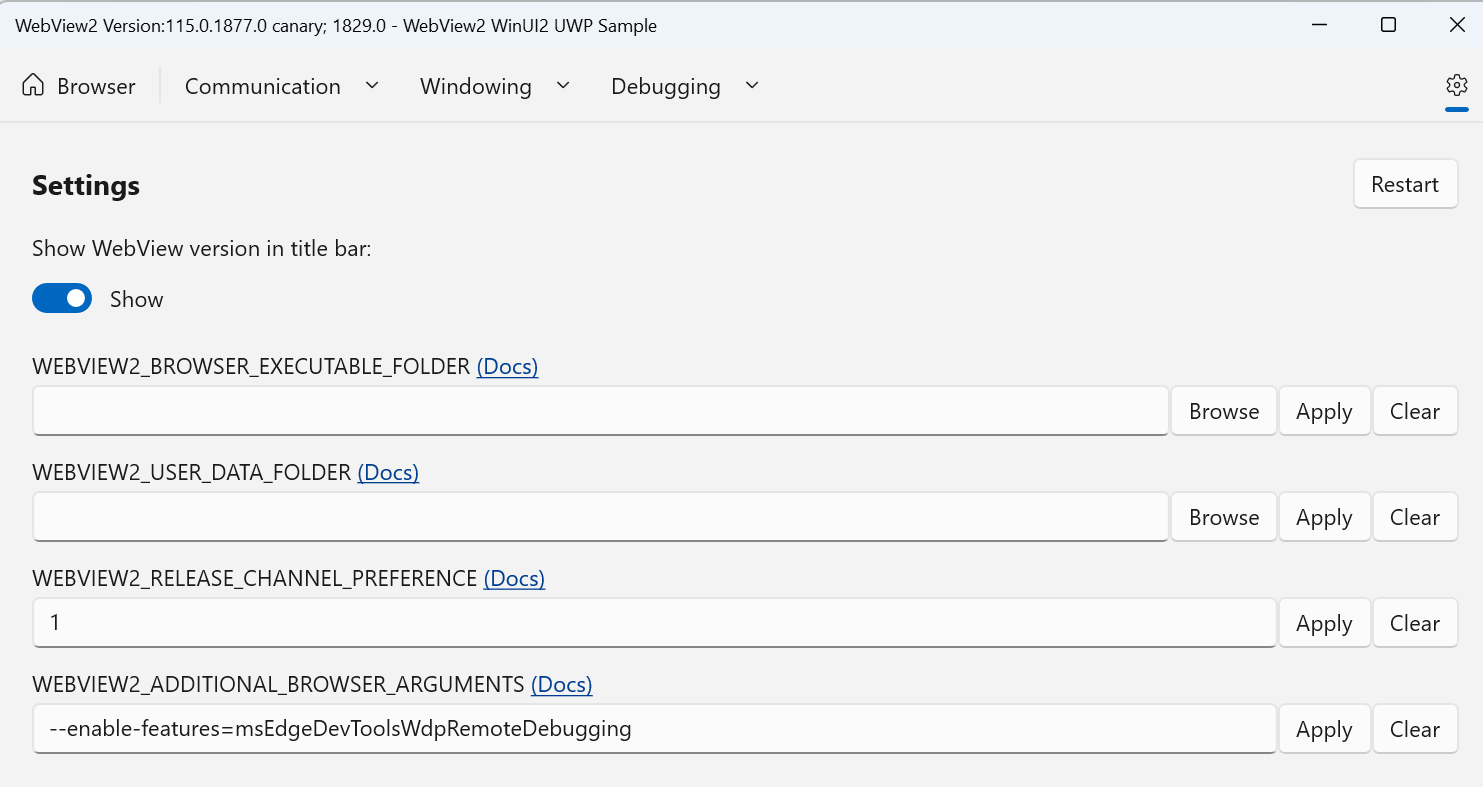 WebView2 Version:115.0.1877.0 canary; 1829.0 - WebView2 WinUI2 UWP Sample
Browser Communication Windowing Debugging
Settings Restart
Show WebView version in title bar:
Show
WEBVIEW2_BROWSER_EXECUTABLE_FOLDER (Docs)
Browse Apply Clear
WEBVIEW2_USER_DATA_FOLDER (Docs)
Browse Apply Clear
WEBVIEW2_RELEASE_CHANNEL_PREFERENCE (Docs)
1 Apply Clear
WEBVIEW2_ADDITIONAL_BROWSER_ARGUMENTS (Docs)
--enable-features=msEdgeDevToolsWdpRemoteDebugging Apply Clear